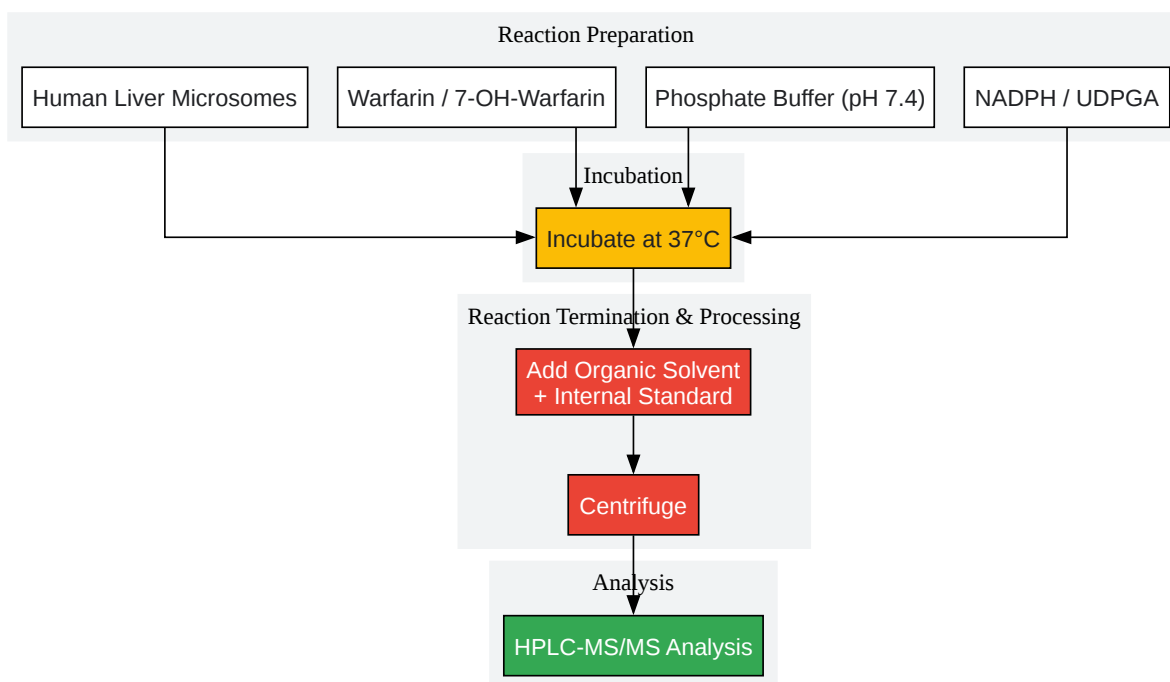 Reaction Preparation
Human Liver Microsomes
Warfarin / 7-OH-Warfarin
Phosphate Buffer (pH 7.4)
NADPH / UDPGA
Incubation
Incubate at 37°C
Reaction Termination & Processing
Add Organic Solvent
+ Internal Standard
Centrifuge
Analysis
HPLC-MS/MS Analysis